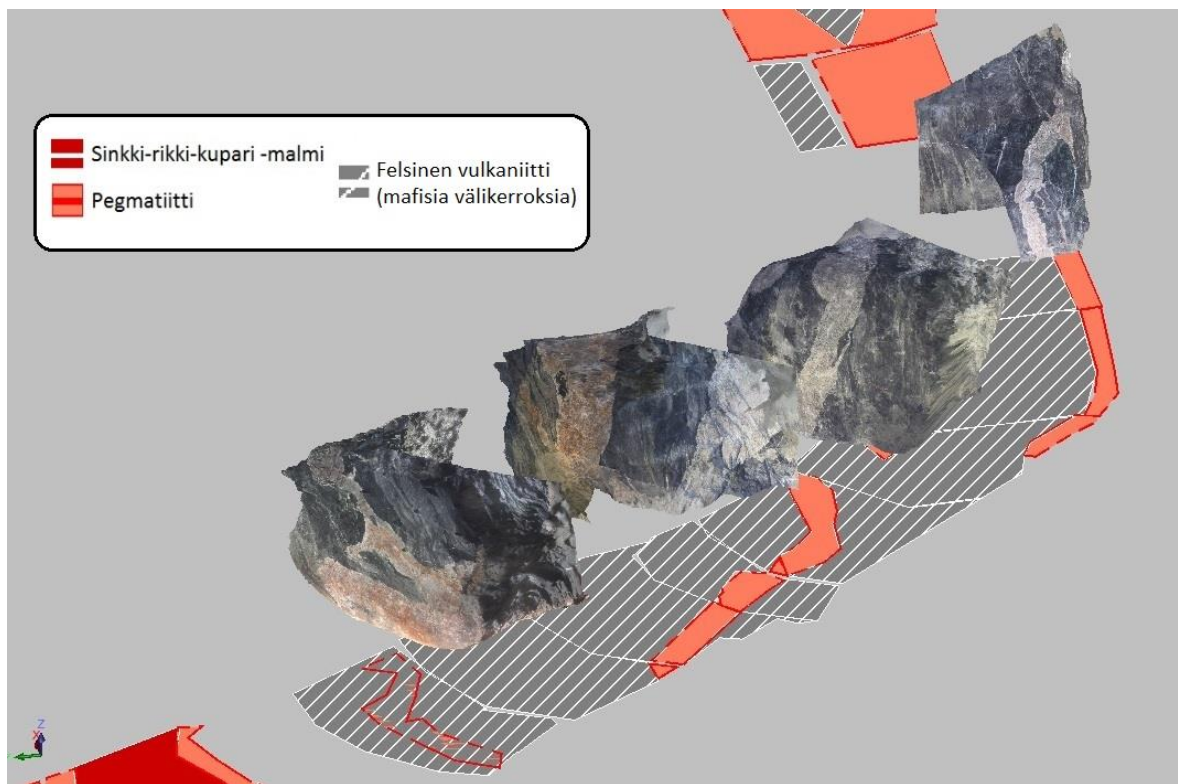 Sinkki-rikki-kupari -malmi
Pegmatiitti
Felsinen vulkaniitti
(mafisia välikerroksia)
Z
X